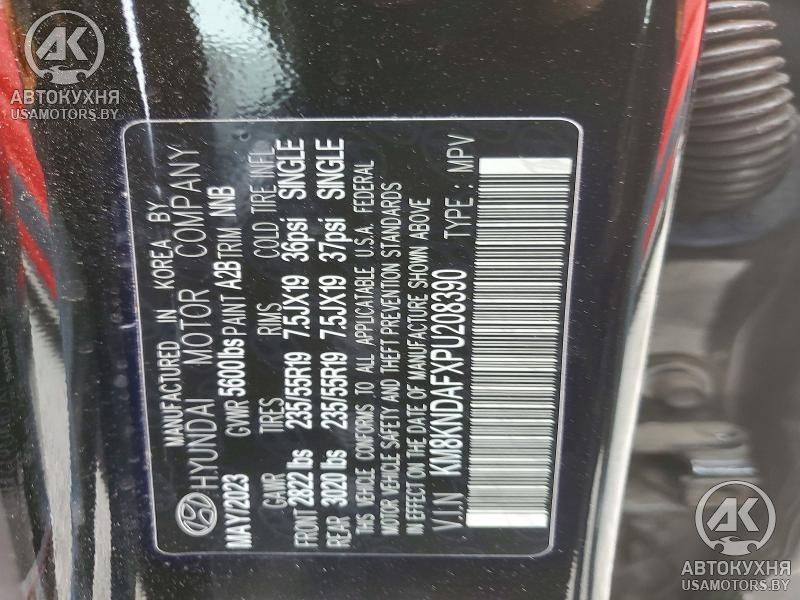 AK
АВТОКУХНЯ
USAMOTORS.BY
MANUFACTURED IN KOREA BY
HYUNDAI MOTOR COMPANY
MAY/2023 GVWR 5600lbs PAINT A2B TRIM NNB
GAWR TIRES RIMS COLD TIRE INFL
FRONT 2822 lbs 235/55R19 7.5JX19 36psi SINGLE
REAR 3020 lbs 235/55R19 7.5JX19 37psi SINGLE
THIS VEHICLE CONFORMS TO ALL APPLICATABLE U.S.A. FEDERAL
MOTOR VEHICLE SAFETY AND THEFT PREVENTION STANDARDS
IN EFFECT ON THE DATE OF MANUFACTURE SHOWN ABOVE
V.I.N KM8KNDAFXPU208390 TYPE : MPV
AK
АВТОКУХНЯ
USAMOTORS.BY